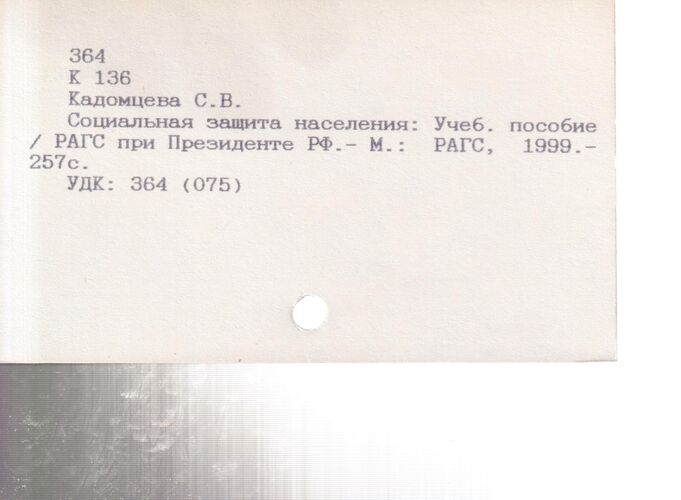 364
К 136
Кадомцева С.В.
Социальная защита населения: Учеб. пособие
/ РАГС при Президенте РФ.- М.: РАГС, 1999.-
257с.
УДК: 364 (075)